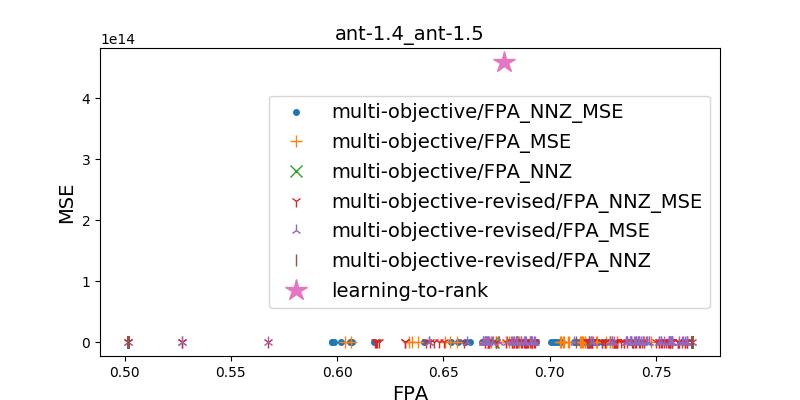 ant-1.4_ant-1.5
1e14
4
3
2
1
0
MSE
multi-objective/FPA_NNZ_MSE
multi-objective/FPA_MSE
multi-objective/FPA_NNZ
multi-objective-revised/FPA_NNZ_MSE
multi-objective-revised/FPA_MSE
multi-objective-revised/FPA_NNZ
learning-to-rank
0.50 0.55 0.60 0.65 0.70 0.75
FPA